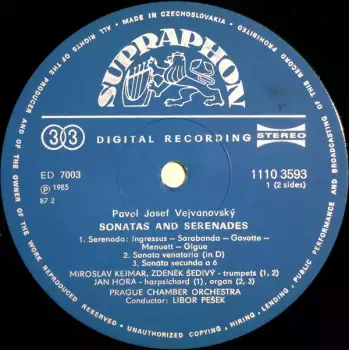 MADE IN CZECHOSLOVAKIA
ALL RIGHTS OF THE PRODUCER AND OF THE OWNER OF THE WORK REPRODUCED RESERVED
UNAUTHORIZED COPYING, HIRING, LENDING, PUBLIC PERFORMANCE AND BROADCASTING OF THIS RECORD PROHIBITED
SUPRAPHON
33
DIGITAL RECORDING
STEREO
ED 7003
Ⓟ 1985
87 2
1110 3593
1 (2 sides)
Pavel Josef Vejvanovský
SONATAS AND SERENADES
1. Serenada: Ingressus - Sarabanda - Gavotte -
Menuett - Gigue
2. Sonata venatoria (in D)
3. Sonata secunda a 6
MIROSLAV KEJMAR, ZDENĚK ŠEDIVÝ - trumpets (1, 2)
JAN HORA - harpsichord (1), organ (2, 3)
PRAGUE CHAMBER ORCHESTRA
Conductor: LIBOR PEŠEK